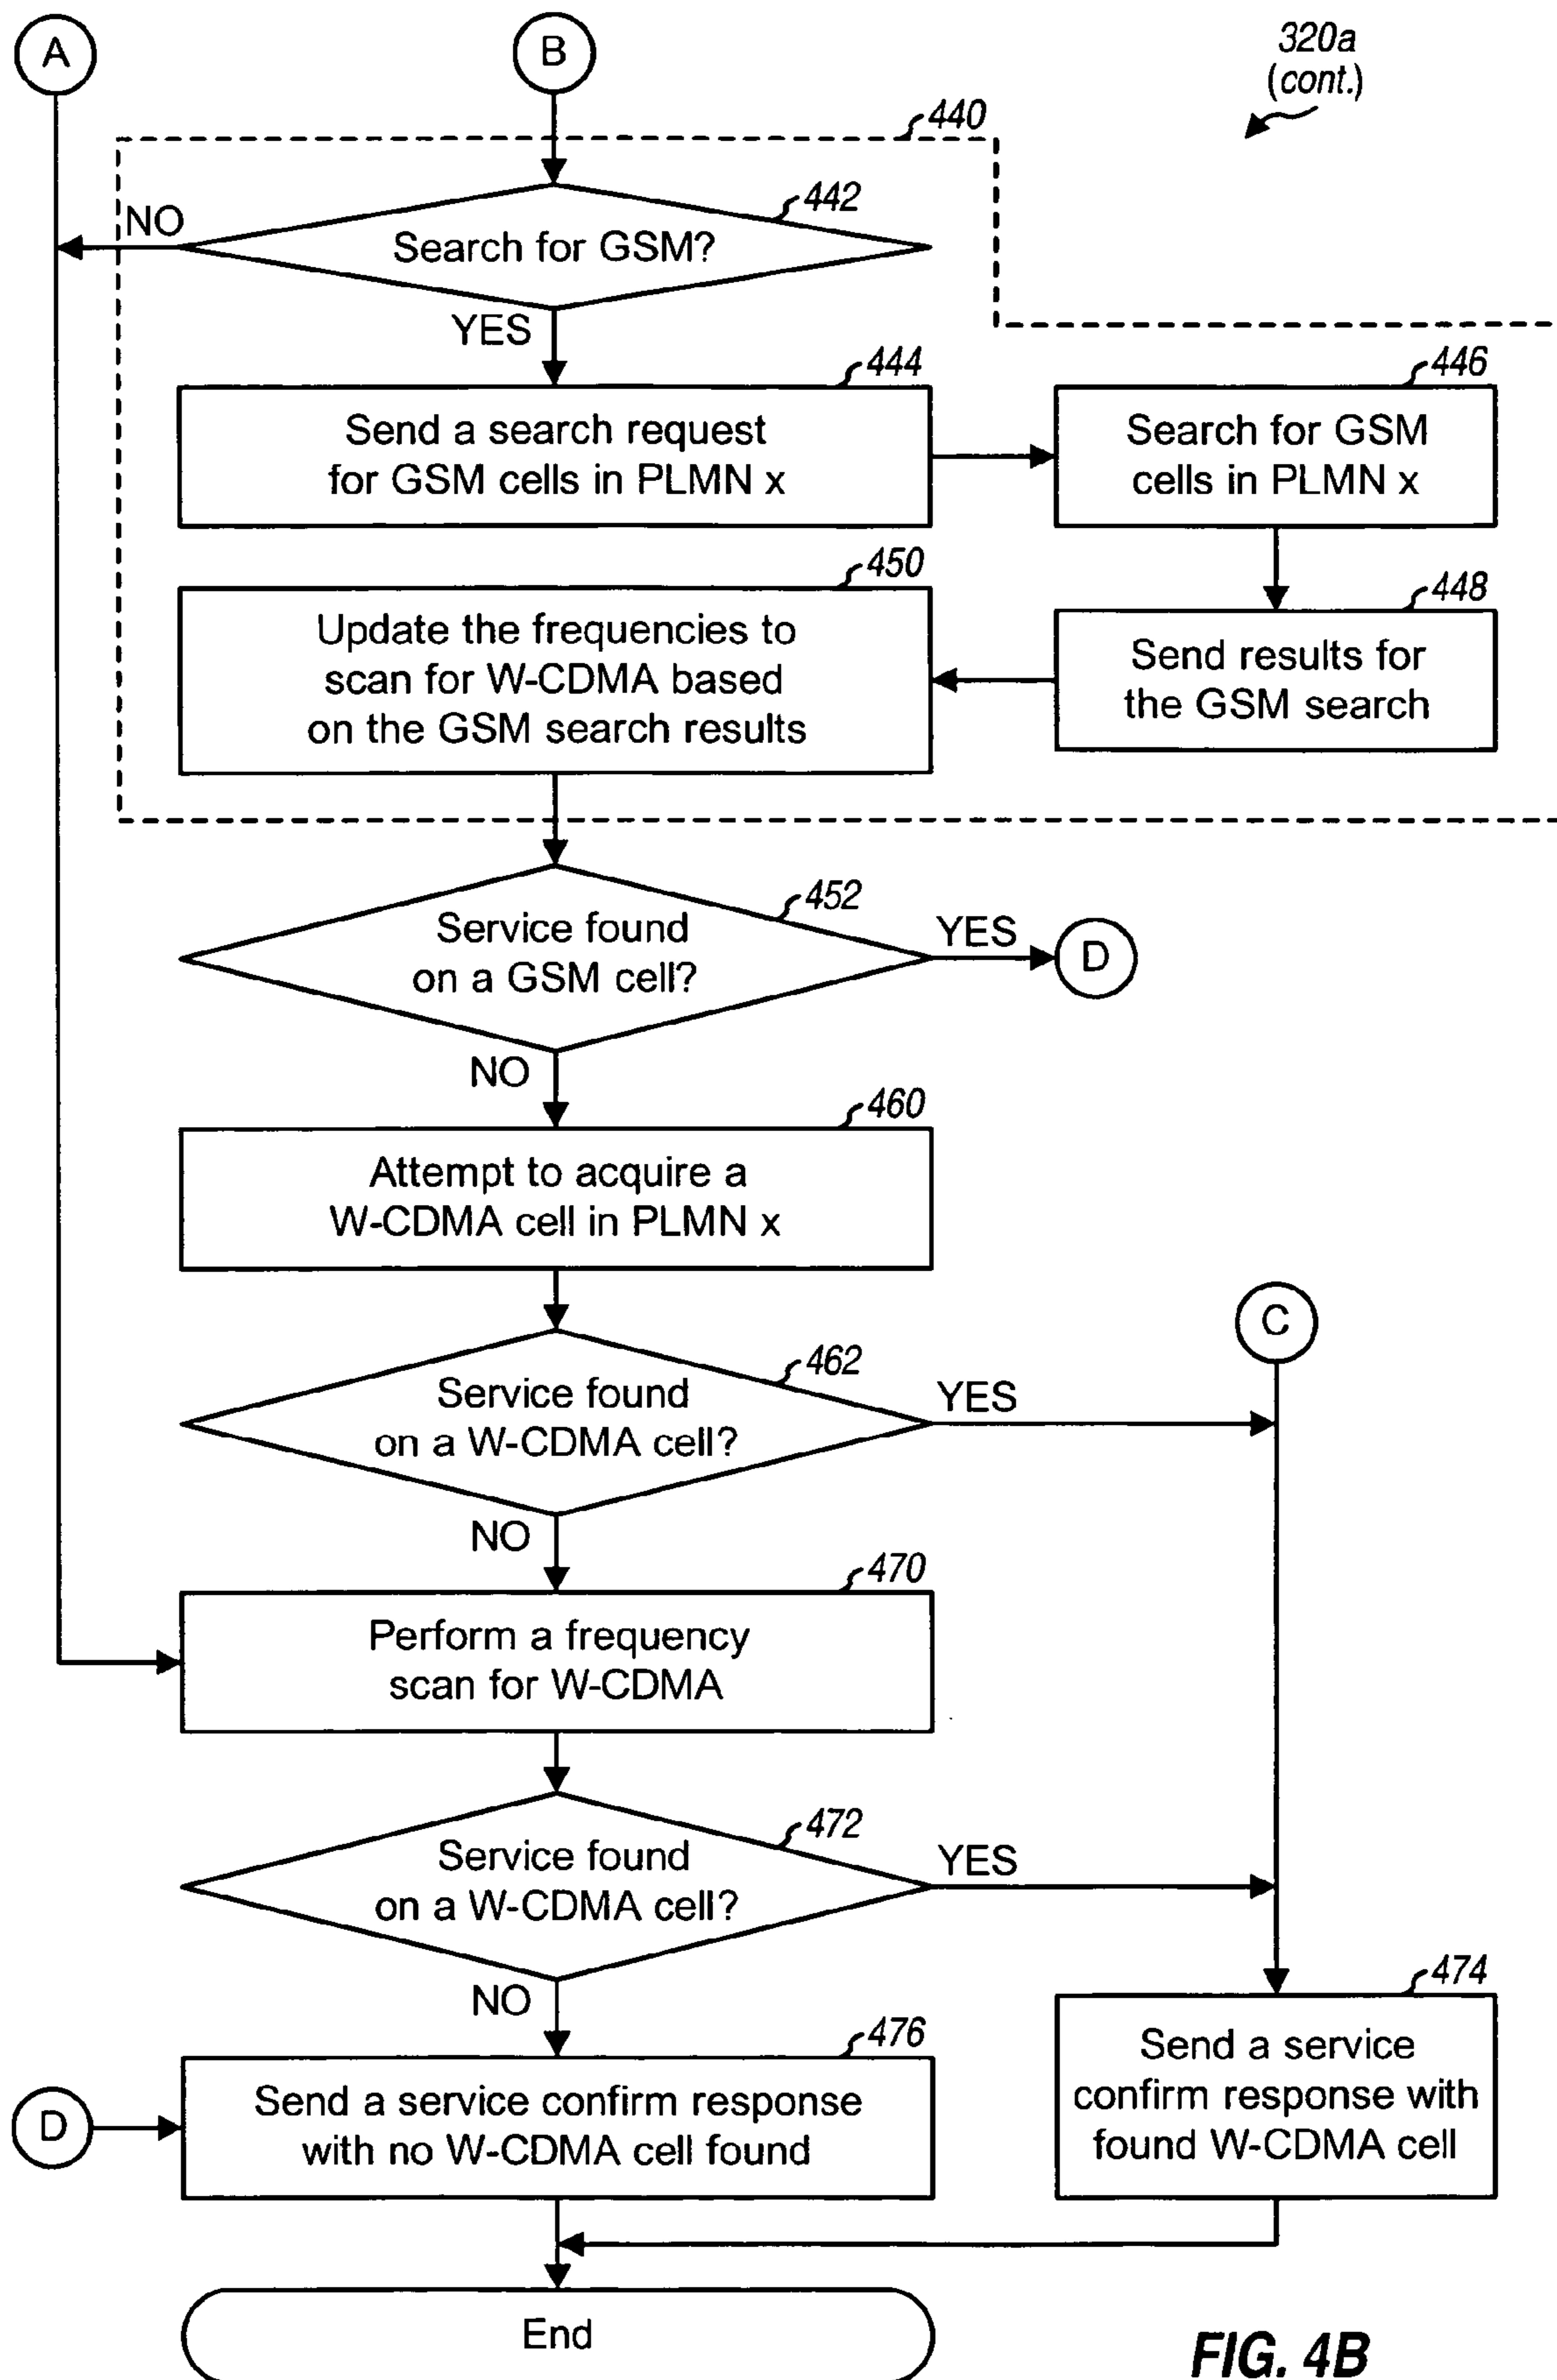 A
B
320a
(cont.)
440
442
NO
Search for GSM?
YES
444
Send a search request
for GSM cells in PLMN x
446
Search for GSM
cells in PLMN x
450
Update the frequencies to
scan for W-CDMA based
on the GSM search results
448
Send results for
the GSM search
452
Service found
on a GSM cell?
YES
D
NO
460
Attempt to acquire a
W-CDMA cell in PLMN x
C
462
Service found
on a W-CDMA cell?
YES
NO
470
Perform a frequency
scan for W-CDMA
472
Service found
on a W-CDMA cell?
YES
NO
474
Send a service
confirm response with
found W-CDMA cell
476
D
Send a service confirm response
with no W-CDMA cell found
End
FIG. 4B